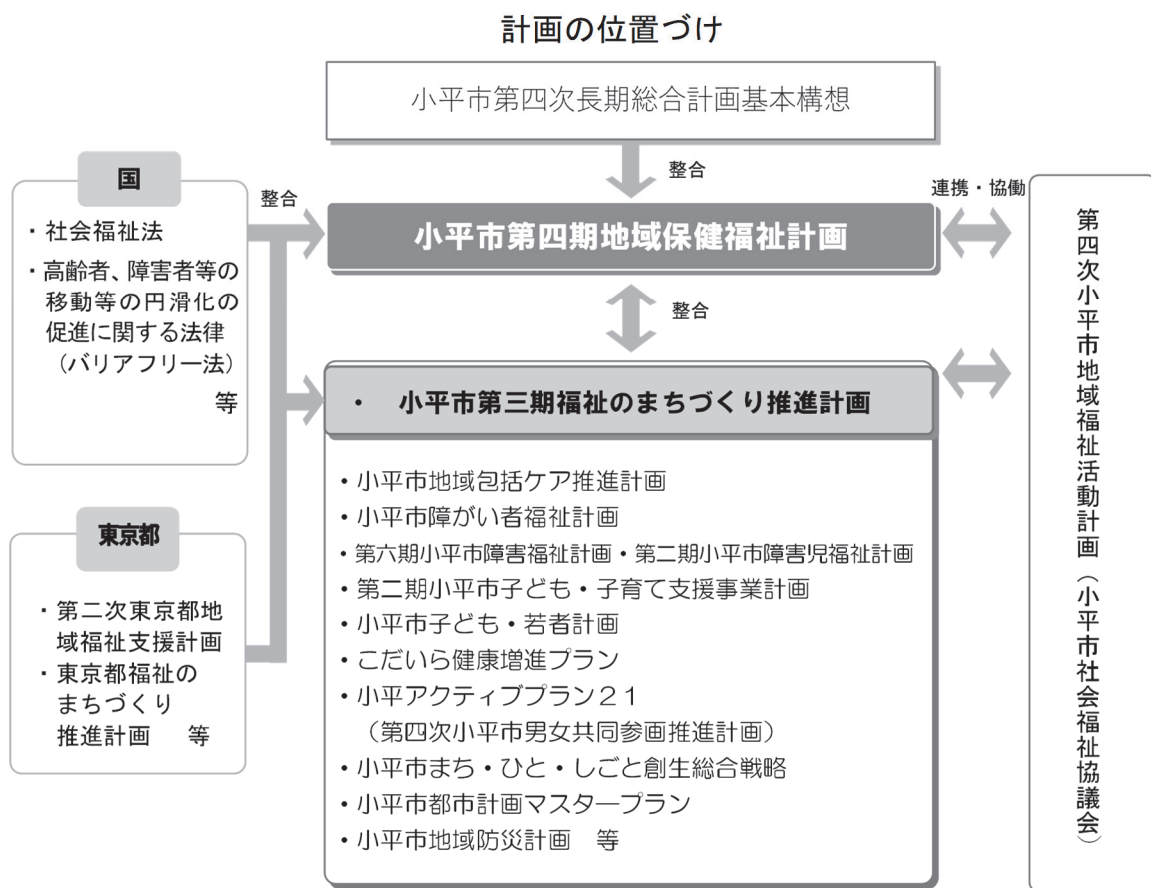 計画の位置づけ
小平市第四次長期総合計画基本構想
整合
国
・社会福祉法
・高齢者、障害者等の
移動等の円滑化の
促進に関する法律
（バリアフリー法）
等
整合
小平市第四期地域保健福祉計画
連携・協働
整合
・　小平市第三期福祉のまちづくり推進計画
・小平市地域包括ケア推進計画
・小平市障がい者福祉計画
・第六期小平市障害福祉計画・第二期小平市障害児福祉計画
・第二期小平市子ども・子育て支援事業計画
・小平市子ども・若者計画
・こだいら健康増進プラン
・小平アクティブプラン２１
（第四次小平市男女共同参画推進計画）
・小平市まち・ひと・しごと創生総合戦略
・小平市都市計画マスタープラン
・小平市地域防災計画　等
東京都
・第二次東京都地
域福祉支援計画
・東京都福祉の
まちづくり
推進計画　等
第四次小平市地域福祉活動計画（小平市社会福祉協議会）